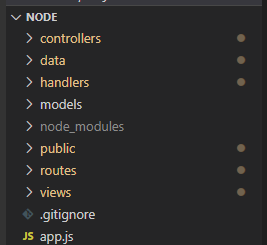 NODE
controllers
data
handlers
models
node_modules
public
routes
views
.gitignore
JS app.js